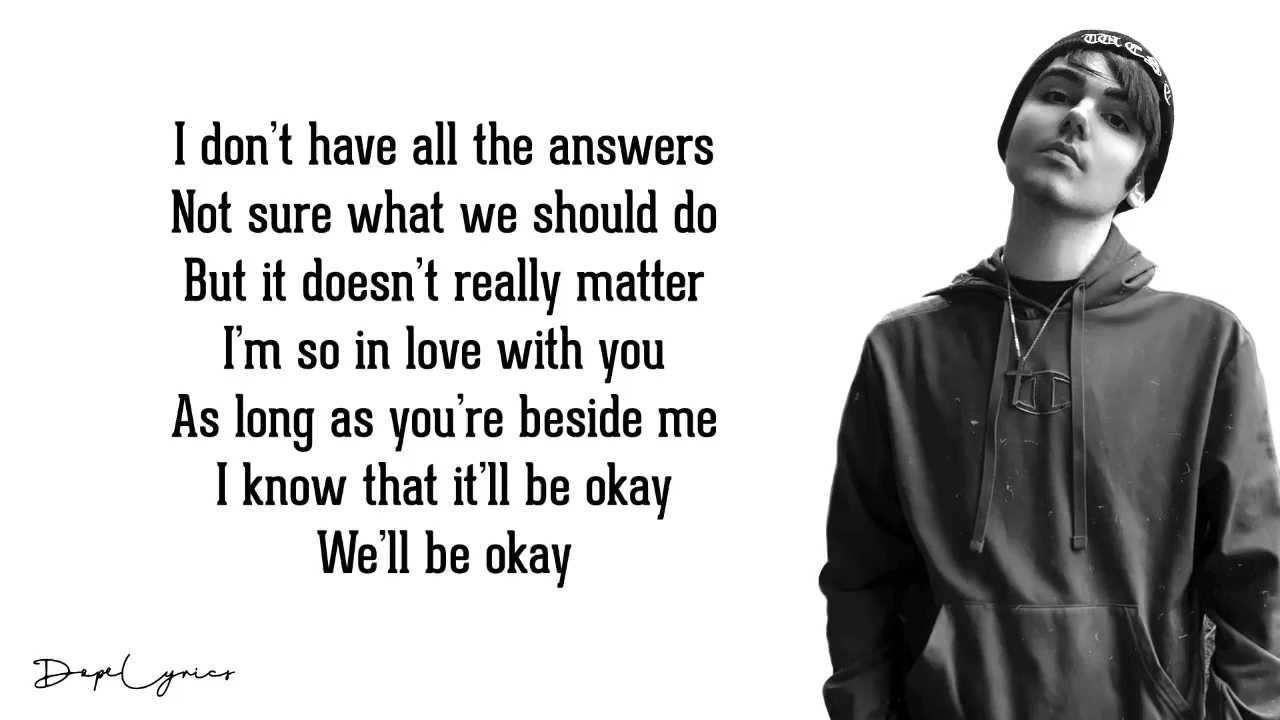 I don't have all the answers
Not sure what we should do
But it doesn't really matter
I'm so in love with you
As long as you're beside me
I know that it'll be okay
We'll be okay
DopeLyrics